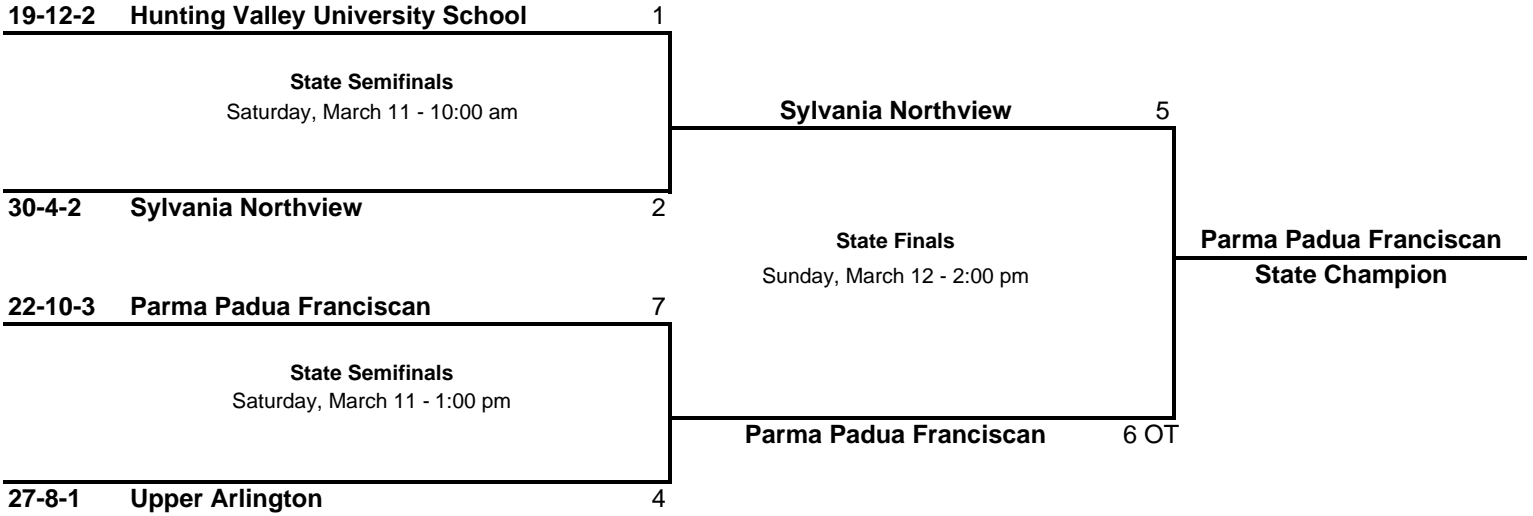 19-12-2 Hunting Valley University School 1
State Semifinals
Saturday, March 11 - 10:00 am
Sylvania Northview 5
30-4-2 Sylvania Northview 2
State Finals
Sunday, March 12 - 2:00 pm
Parma Padua Franciscan
State Champion
22-10-3 Parma Padua Franciscan 7
State Semifinals
Saturday, March 11 - 1:00 pm
Parma Padua Franciscan 6 OT
27-8-1 Upper Arlington 4